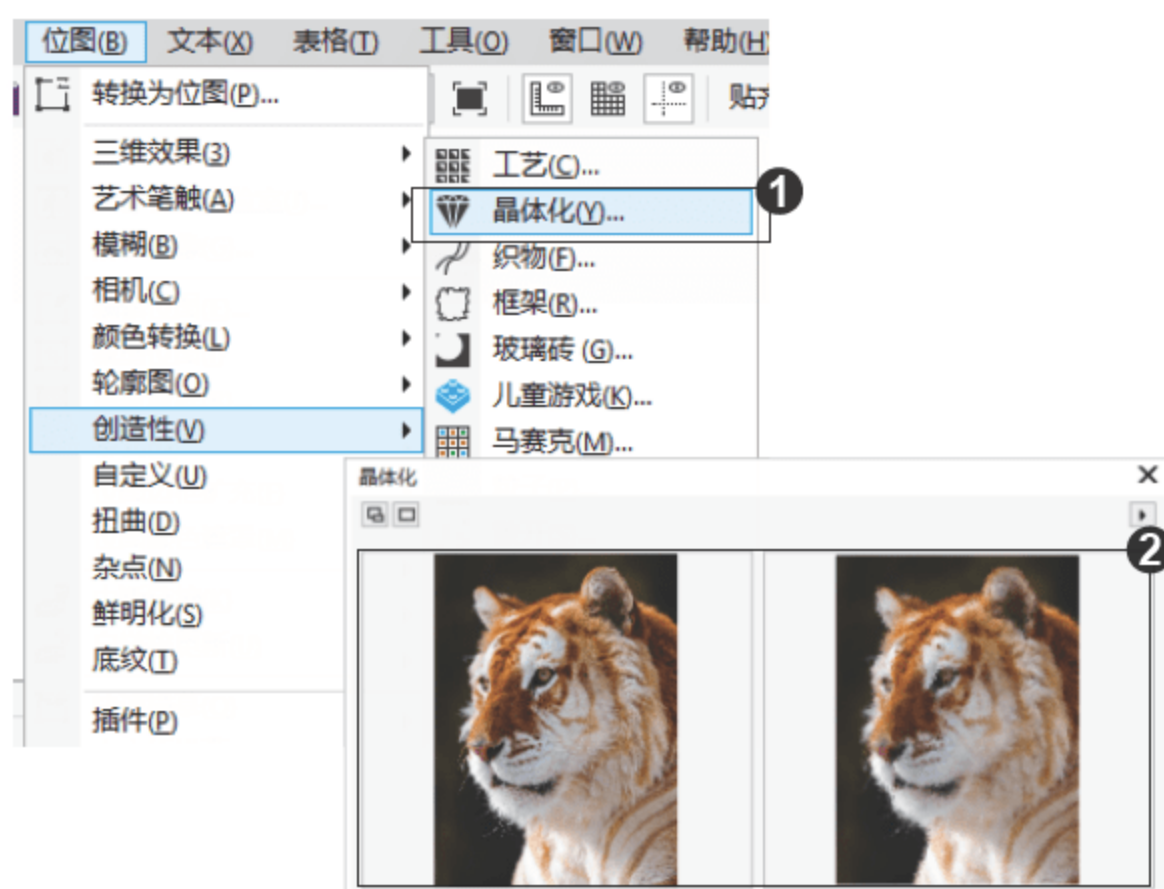 位图(B) 文本(X) 表格(T) 工具(O) 窗口(W) 帮助(H)
转换为位图(P)...
贴齐
三维效果(3)
艺术笔触(A)
模糊(B)
相机(C)
颜色转换(L)
轮廓图(O)
创造性(V)
自定义(U)
扭曲(D)
杂点(N)
鲜明化(S)
底纹(T)
插件(P)
工艺(C)...
晶体化(Y)...
1
织物(F)...
框架(R)...
玻璃砖 (G)...
儿童游戏(K)...
马赛克(M)...
晶体化
2